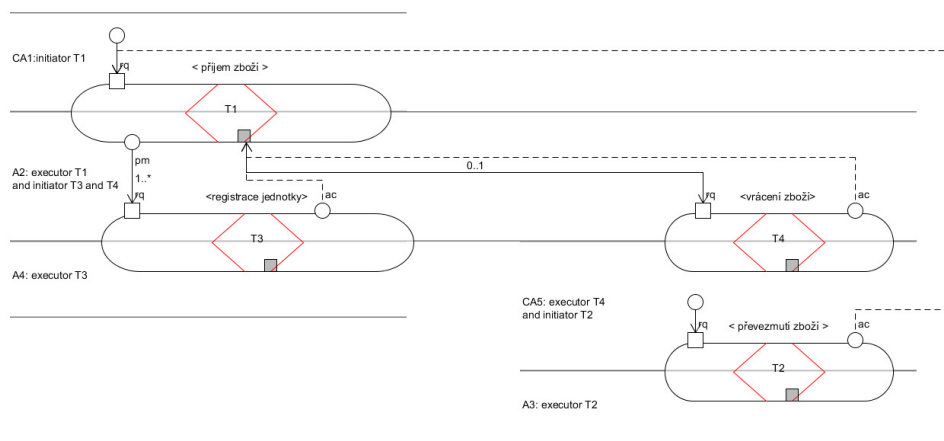 CA1:initiator T1
rq
< příjem zboží >
T1
A2: executor T1
and initiator T3 and T4
pm
1..*
rq
0..1
<registrace jednotky>
ac
rq
<vrácení zboží>
ac
T3
T4
A4: executor T3
CA5: executor T4
and initiator T2
rq
< převezmutí zboží >
ac
T2
A3: executor T2